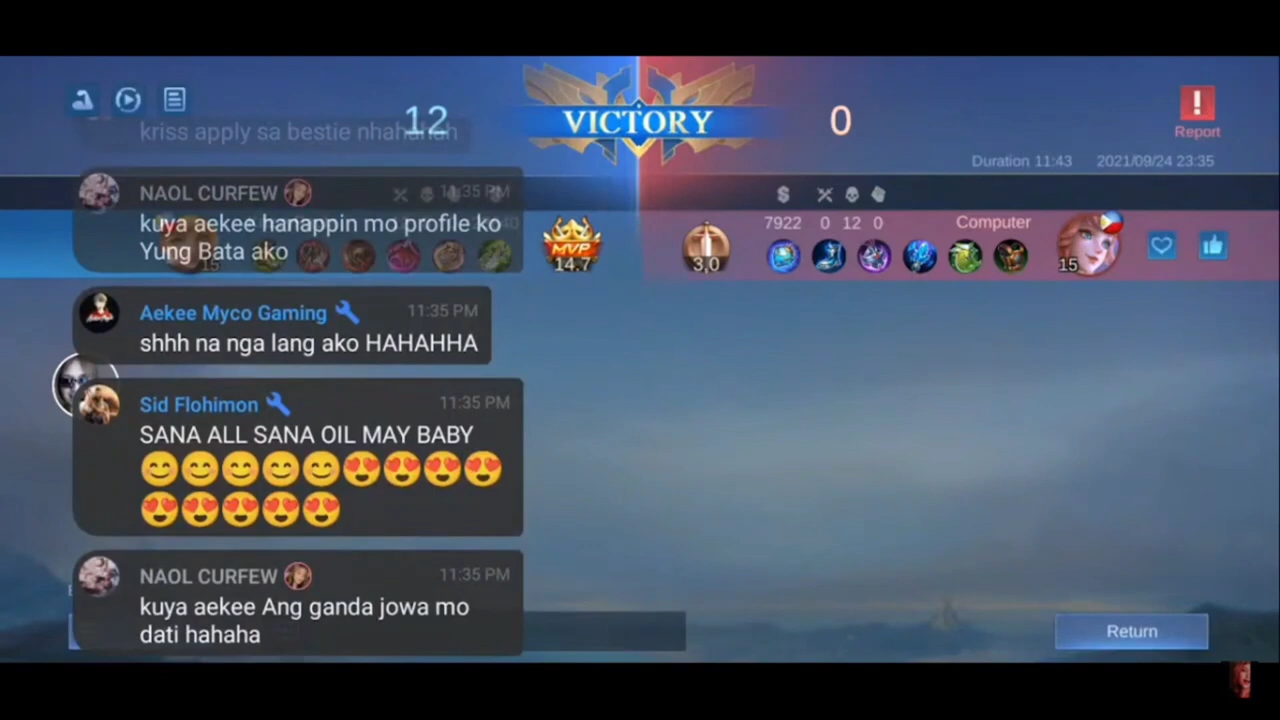 12
VICTORY
0
Report
kriss apply sa bestie nhahahah
Duration 11:43
2021/09/24 23:35
NAOL CURFEW
11:35 PM
kuya aekee hanappin mo profile ko
Yung Bata ako
15
MVP
14.7
3,0
7922 0 12 0
Computer
15
Aekee Myco Gaming
11:35 PM
shhh na nga lang ako HAHAHHA
Sid Flohimon
11:35 PM
SANA ALL SANA OIL MAY BABY
😊😊😊😊😊😍😍😍😍
😍😍😍😍😍
NAOL CURFEW
11:35 PM
kuya aekee Ang ganda jowa mo
dati hahaha
Return